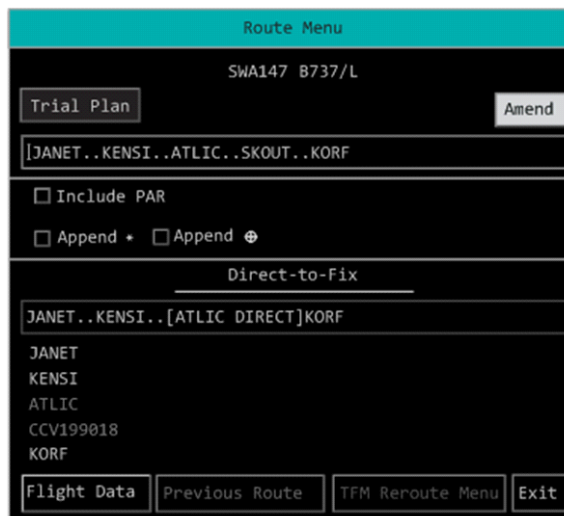 Route Menu
SWA147 B737/L
Trial Plan Amend
JANET..KENSI..ATLIC..SKOUT..KORF
Include PAR
Append * Append ⊕
Direct-to-Fix
JANET..KENSI..[ATLIC DIRECT]KORF
JANET
KENSI
ATLIC
CCV199018
KORF
Flight Data Previous Route TFM Reroute Menu Exit